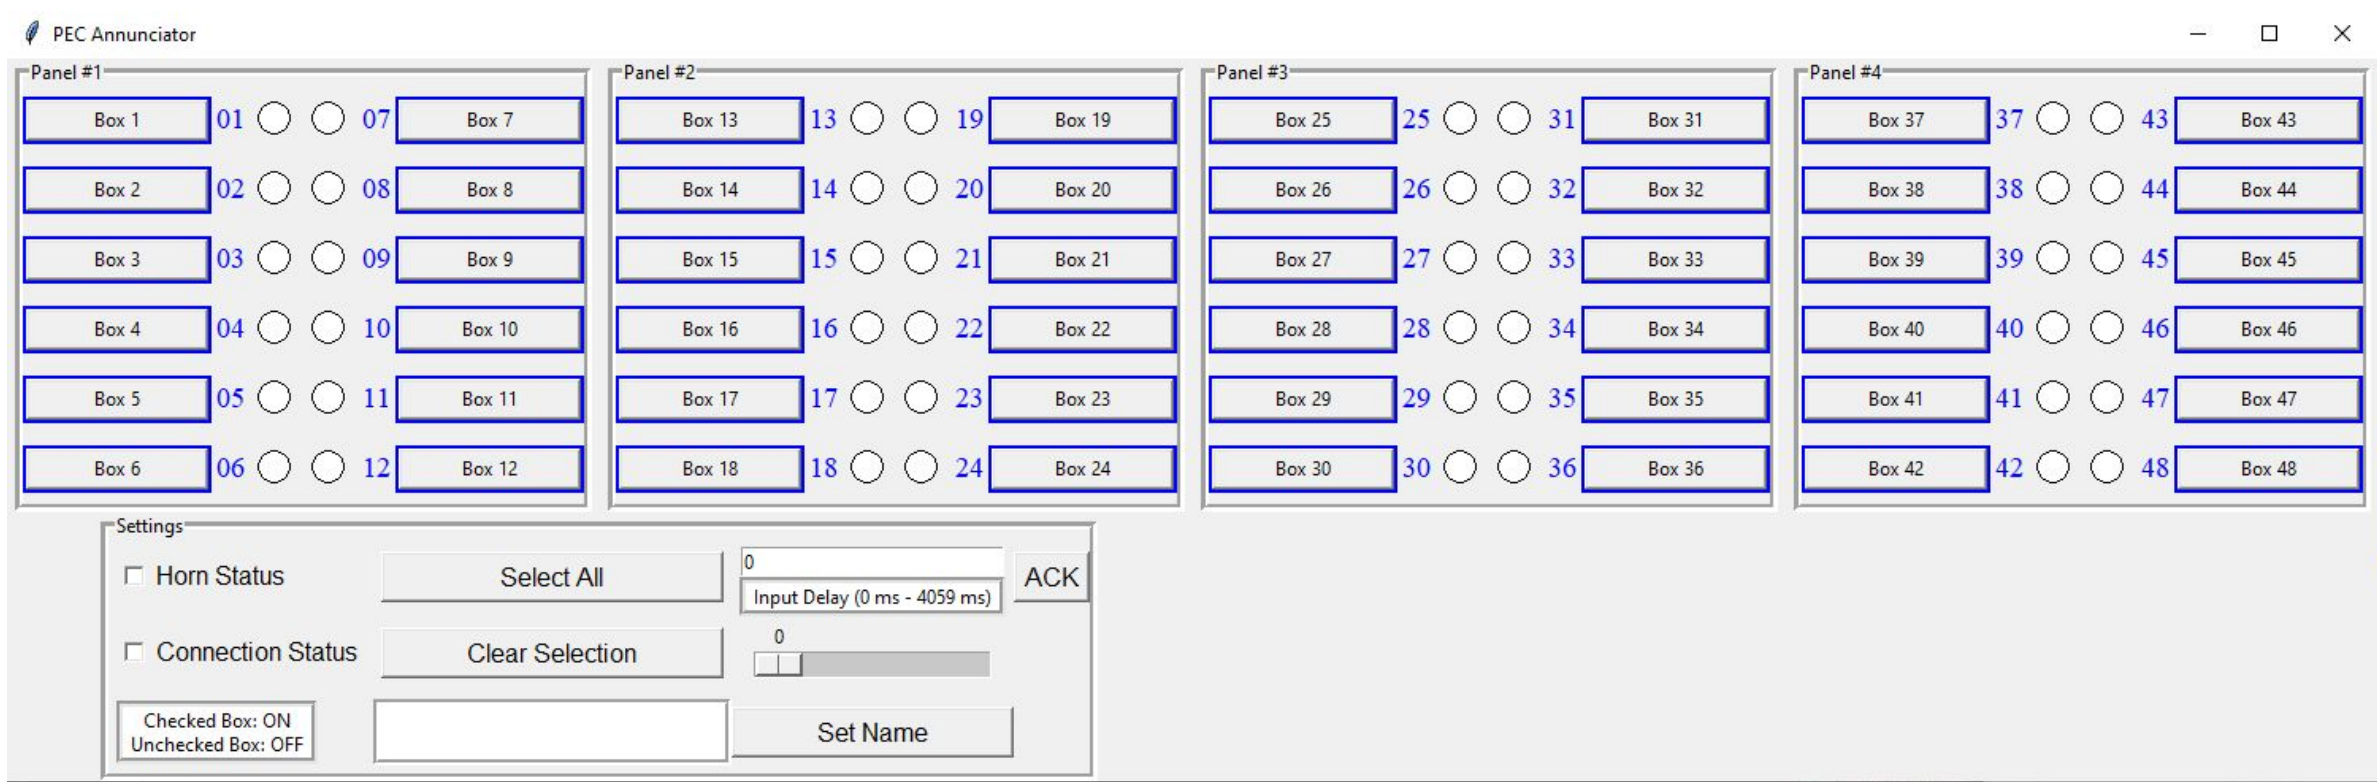 PEC Annunciator
Panel #1 Panel #2 Panel #3 Panel #4
Box 1 01 07 Box 7 Box 13 13 19 Box 19 Box 25 25 31 Box 31 Box 37 37 43 Box 43
Box 2 02 08 Box 8 Box 14 14 20 Box 20 Box 26 26 32 Box 32 Box 38 38 44 Box 44
Box 3 03 09 Box 9 Box 15 15 21 Box 21 Box 27 27 33 Box 33 Box 39 39 45 Box 45
Box 4 04 10 Box 10 Box 16 16 22 Box 22 Box 28 28 34 Box 34 Box 40 40 46 Box 46
Box 5 05 11 Box 11 Box 17 17 23 Box 23 Box 29 29 35 Box 35 Box 41 41 47 Box 47
Box 6 06 12 Box 12 Box 18 18 24 Box 24 Box 30 30 36 Box 36 Box 42 42 48 Box 48
Settings
0
Horn Status Select All ACK
Input Delay (0 ms - 4059 ms)
0
Connection Status Clear Selection
Checked Box: ON
Set Name
Unchecked Box: OFF